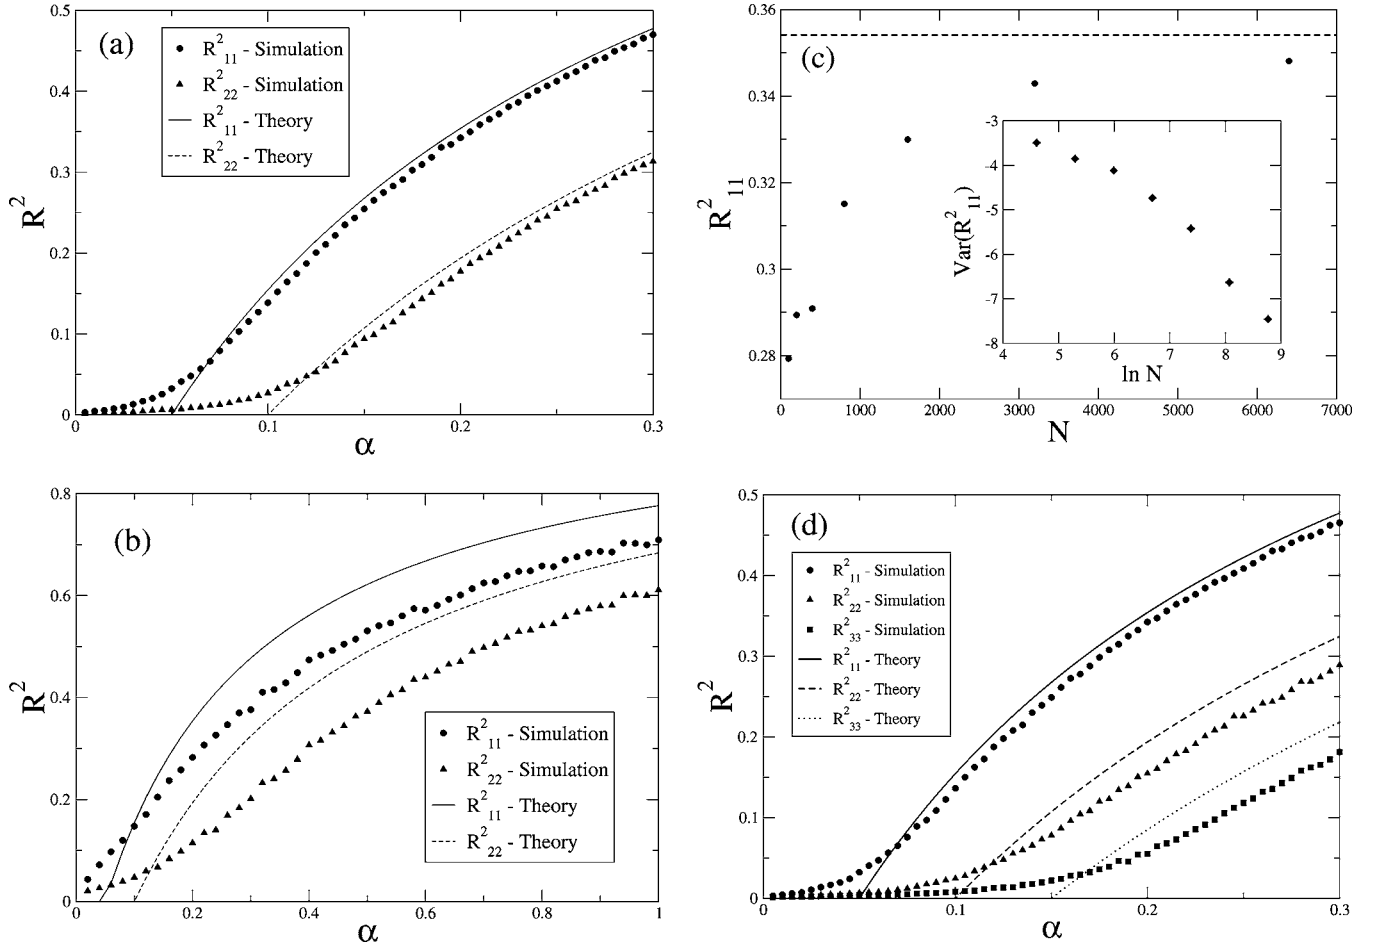 (a)
R²₁₁ - Simulation
R²₂₂ - Simulation
R²₁₁ - Theory
R²₂₂ - Theory
0.5
0.4
0.3
0.2
0.1
0
R²
0 0.1 0.2 0.3
α
(c)
0.36
0.34
0.32
0.3
0.28
R²₁₁
0 1000 2000 3000 4000 5000 6000 7000
N
-3
-4
-5
-6
-7
-8
Var(R²₁₁)
4 5 6 7 8 9
ln N
(b)
0.8
0.6
0.4
0.2
0
R²
R²₁₁ - Simulation
R²₂₂ - Simulation
R²₁₁ - Theory
R²₂₂ - Theory
0 0.2 0.4 0.6 0.8 1
α
(d)
0.5
0.4
0.3
0.2
0.1
0
R²
R²₁₁ - Simulation
R²₂₂ - Simulation
R²₃₃ - Simulation
R²₁₁ - Theory
R²₂₂ - Theory
R²₃₃ - Theory
0 0.1 0.2 0.3
α